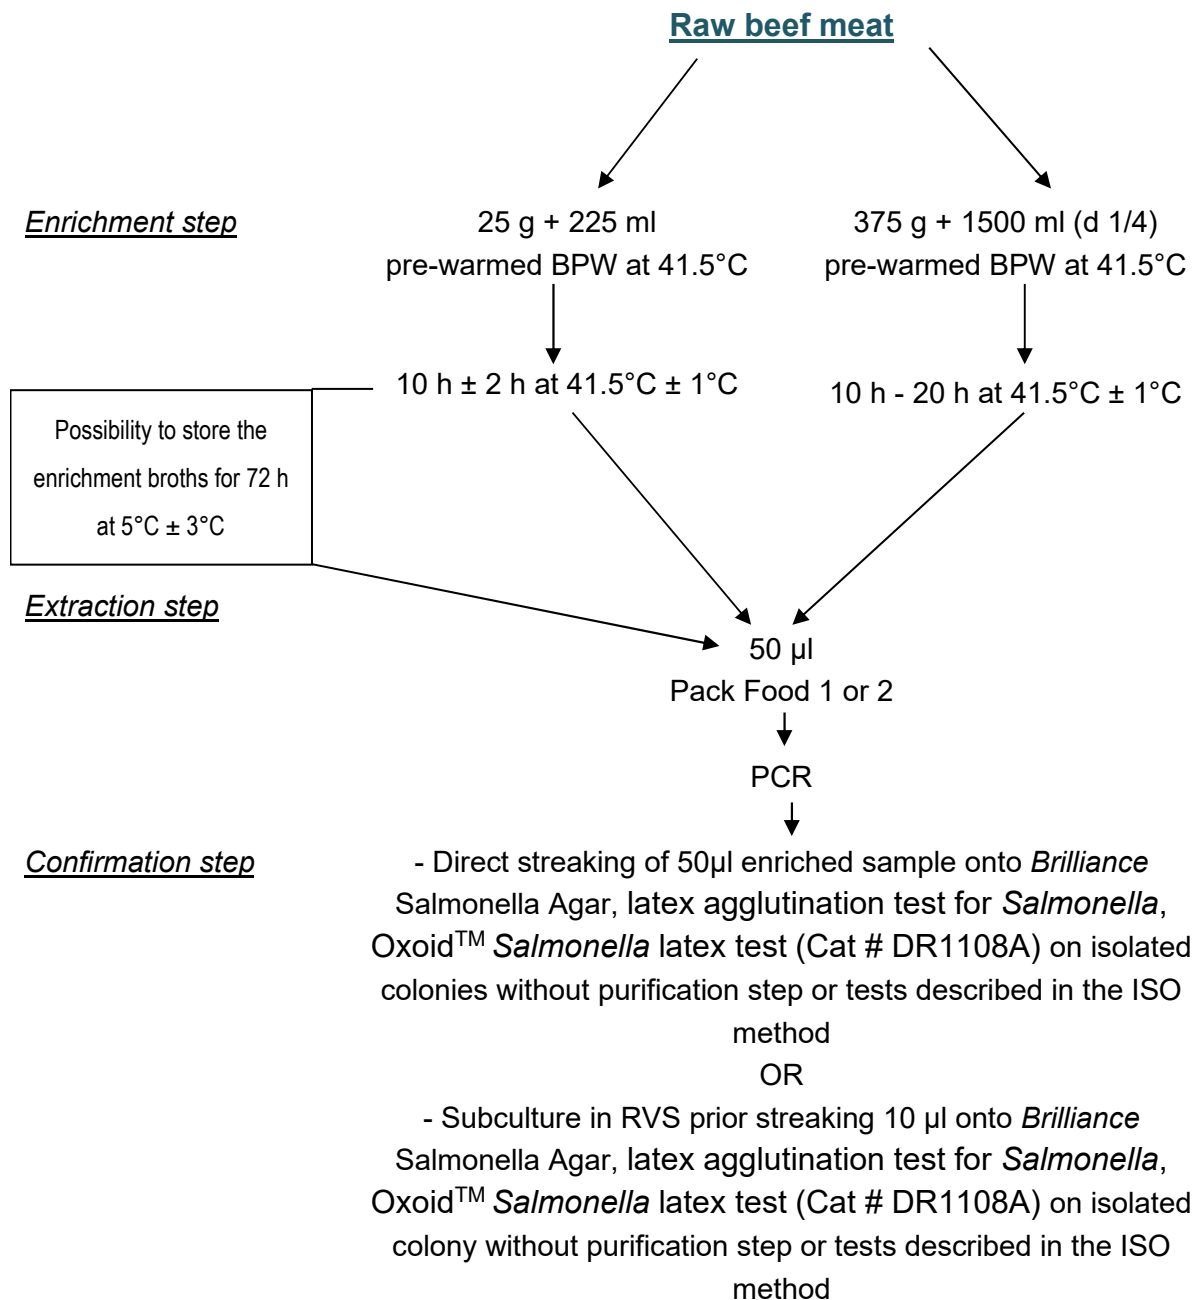 Raw beef meat
Enrichment step
25 g + 225 ml
pre-warmed BPW at 41.5°C
375 g + 1500 ml (d 1/4)
pre-warmed BPW at 41.5°C
10 h ± 2 h at 41.5°C ± 1°C
10 h - 20 h at 41.5°C ± 1°C
Possibility to store the
enrichment broths for 72 h
at 5°C ± 3°C
Extraction step
50 µl
Pack Food 1 or 2
PCR
Confirmation step
- Direct streaking of 50µl enriched sample onto Brilliance
Salmonella Agar, latex agglutination test for Salmonella,
Oxoid™ Salmonella latex test (Cat # DR1108A) on isolated
colonies without purification step or tests described in the ISO
method
OR
- Subculture in RVS prior streaking 10 µl onto Brilliance
Salmonella Agar, latex agglutination test for Salmonella,
Oxoid™ Salmonella latex test (Cat # DR1108A) on isolated
colony without purification step or tests described in the ISO
method